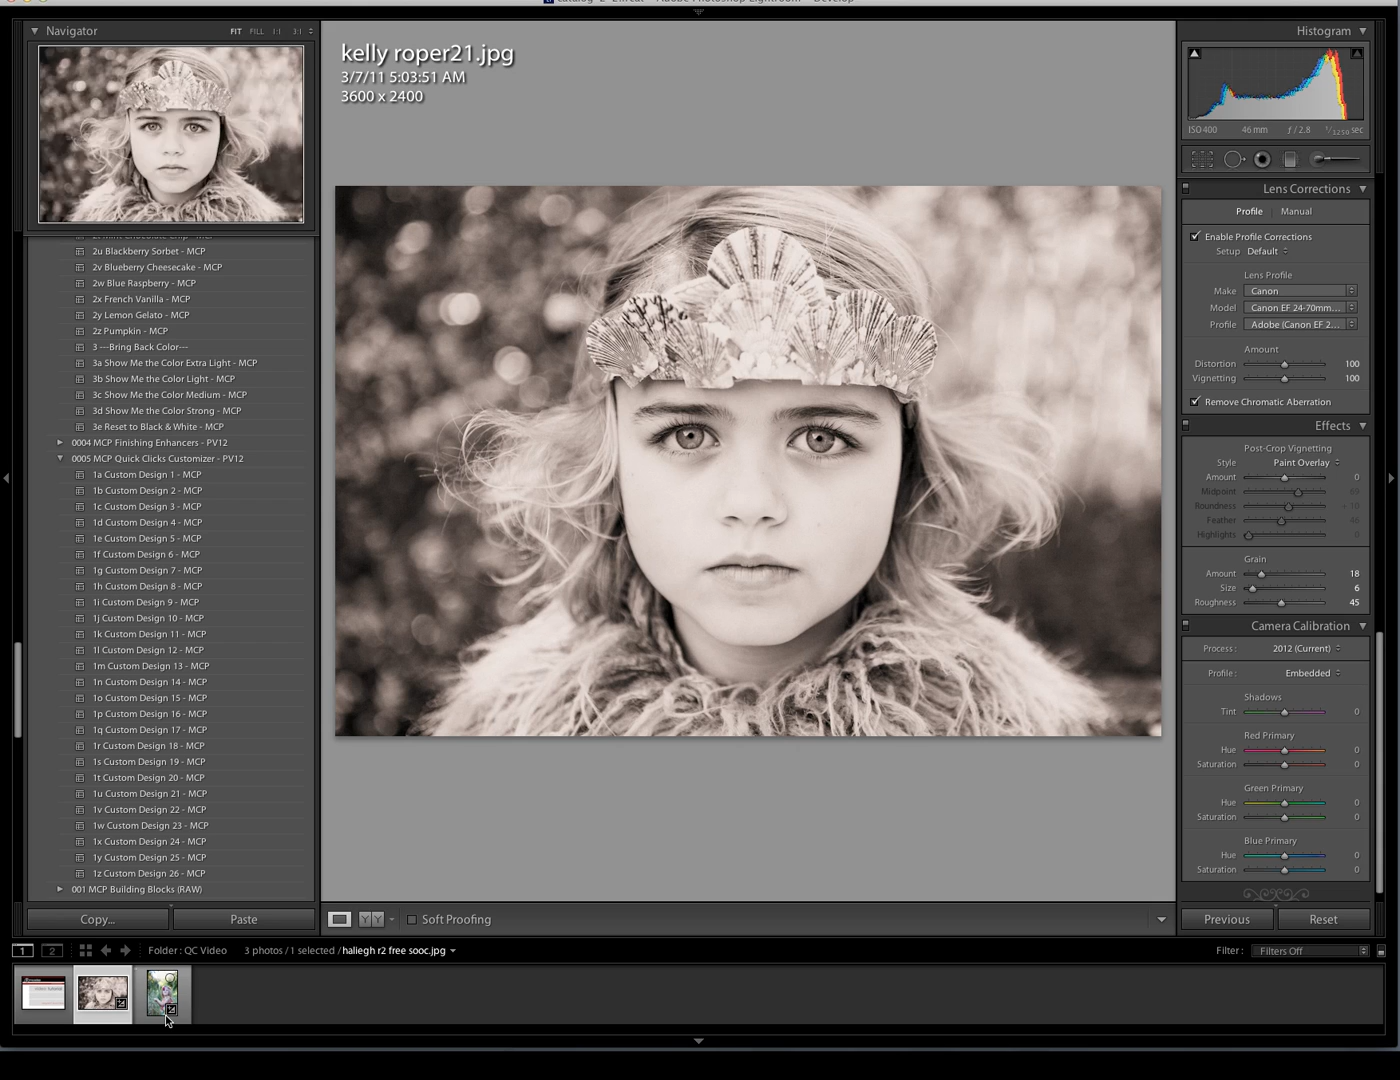 Navigator
FIT FILL 1:1 3:1
2u Blackberry Sorbet - MCP
2v Blueberry Cheesecake - MCP
2w Blue Raspberry - MCP
2x French Vanilla - MCP
2y Lemon Gelato - MCP
2z Pumpkin - MCP
3 ---Bring Back Color---
3a Show Me the Color Extra Light - MCP
3b Show Me the Color Light - MCP
3c Show Me the Color Medium - MCP
3d Show Me the Color Strong - MCP
3e Reset to Black & White - MCP
0004 MCP Finishing Enhancers - PV12
0005 MCP Quick Clicks Customizer - PV12
1a Custom Design 1 - MCP
1b Custom Design 2 - MCP
1c Custom Design 3 - MCP
1d Custom Design 4 - MCP
1e Custom Design 5 - MCP
1f Custom Design 6 - MCP
1g Custom Design 7 - MCP
1h Custom Design 8 - MCP
1i Custom Design 9 - MCP
1j Custom Design 10 - MCP
1k Custom Design 11 - MCP
1l Custom Design 12 - MCP
1m Custom Design 13 - MCP
1n Custom Design 14 - MCP
1o Custom Design 15 - MCP
1p Custom Design 16 - MCP
1q Custom Design 17 - MCP
1r Custom Design 18 - MCP
1s Custom Design 19 - MCP
1t Custom Design 20 - MCP
1u Custom Design 21 - MCP
1v Custom Design 22 - MCP
1w Custom Design 23 - MCP
1x Custom Design 24 - MCP
1y Custom Design 25 - MCP
1z Custom Design 26 - MCP
001 MCP Building Blocks (RAW)
Copy... Paste
kelly roper21.jpg
3/7/11 5:03:51 AM
3600 x 2400
Y Y Soft Proofing
Histogram
ISO 400 46 mm ƒ / 2.8 1/1250 sec
Lens Corrections
Profile | Manual
Enable Profile Corrections
Setup Default
Lens Profile
Make Canon
Model Canon EF 24-70mm...
Profile Adobe (Canon EF 2...
Amount
Distortion 100
Vignetting 100
Remove Chromatic Aberration
Effects
Post-Crop Vignetting
Style Paint Overlay
Amount 0
Midpoint
Roundness + 10
Feather
Highlights 0
Grain
Amount 18
Size 6
Roughness 45
Camera Calibration
Process : 2012 (Current)
Profile : Embedded
Shadows
Tint 0
Red Primary
Hue 0
Saturation 0
Green Primary
Hue 0
Saturation 0
Blue Primary
Hue 0
Saturation 0
Previous Reset
1 2 Folder : QC Video 3 photos / 1 selected / haliegh r2 free sooc.jpg Filter : Filters Off